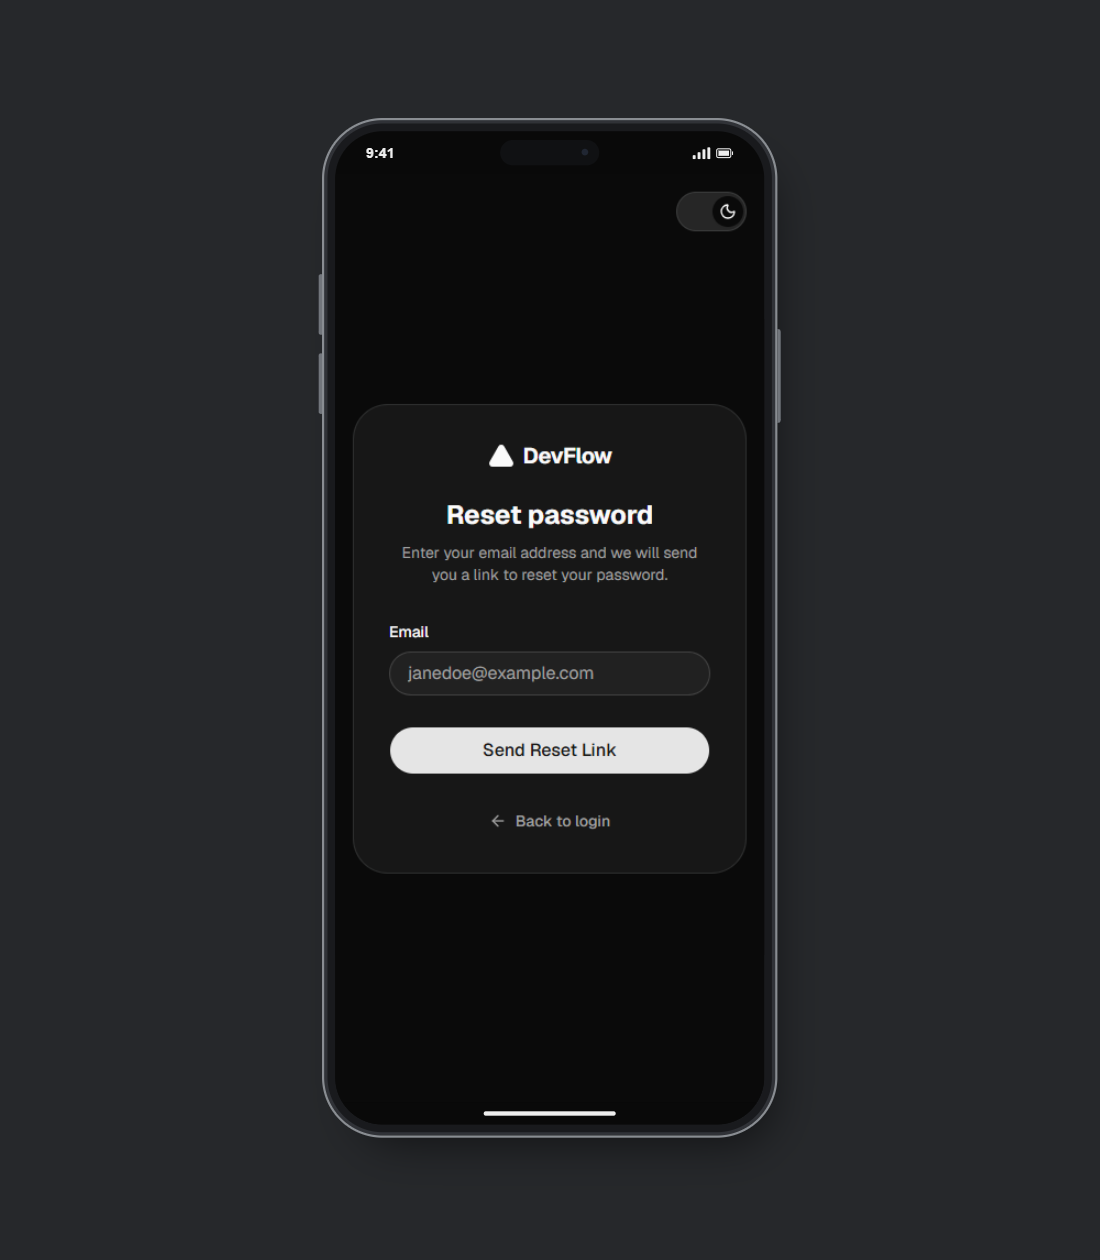 9:41
DevFlow
Reset password
Enter your email address and we will send
you a link to reset your password.
Email
janedoe@example.com
Send Reset Link
Back to login